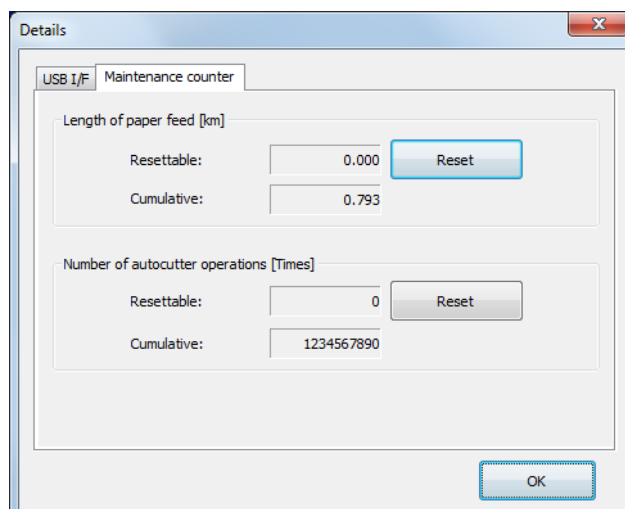 Details
USB I/F Maintenance counter
Length of paper feed [km]
Resettable: 0.000 Reset
Cumulative: 0.793
Number of autocutter operations [Times]
Resettable: 0 Reset
Cumulative: 1234567890
OK